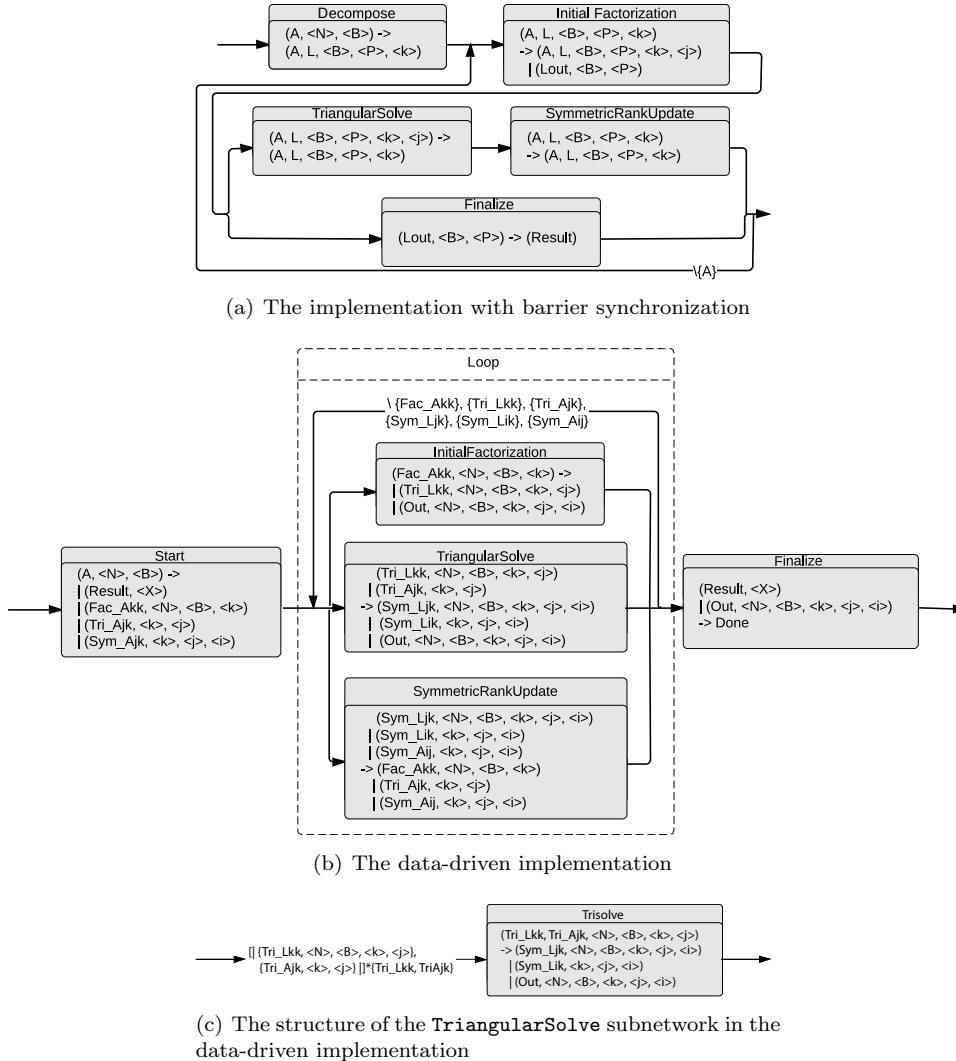 Decompose
(A, <N>, <B>) ->
(A, L, <B>, <P>, <k>)
Initial Factorization
(A, L, <B>, <P>, <k>)
-> (A, L, <B>, <P>, <k>, <j>)
| (Lout, <B>, <P>)
TriangularSolve
(A, L, <B>, <P>, <k>, <j>) ->
(A, L, <B>, <P>, <k>)
SymmetricRankUpdate
(A, L, <B>, <P>, <k>)
-> (A, L, <B>, <P>, <k>)
Finalize
(Lout, <B>, <P>) -> (Result)
\{A}
(a) The implementation with barrier synchronization
Loop
\ {Fac_Akk}, {Tri_Lkk}, {Tri_Ajk},
{Sym_Ljk}, {Sym_Lik}, {Sym_Aij}
InitialFactorization
(Fac_Akk, <N>, <B>, <k>) ->
| (Tri_Lkk, <N>, <B>, <k>, <j>)
| (Out, <N>, <B>, <k>, <j>, <i>)
Start
(A, <N>, <B>) ->
| (Result, <X>)
| (Fac_Akk, <N>, <B>, <k>)
| (Tri_Ajk, <k>, <j>)
| (Sym_Ajk, <k>, <j>, <i>)
TriangularSolve
(Tri_Lkk, <N>, <B>, <k>, <j>)
| (Tri_Ajk, <k>, <j>)
-> (Sym_Ljk, <N>, <B>, <k>, <j>, <i>)
| (Sym_Lik, <k>, <j>, <i>)
| (Out, <N>, <B>, <k>, <j>, <i>)
Finalize
(Result, <X>)
| (Out, <N>, <B>, <k>, <j>, <i>)
-> Done
SymmetricRankUpdate
(Sym_Ljk, <N>, <B>, <k>, <j>, <i>)
| (Sym_Lik, <k>, <j>, <i>)
| (Sym_Aij, <k>, <j>, <i>)
-> (Fac_Akk, <N>, <B>, <k>)
| (Tri_Ajk, <k>, <j>)
| (Sym_Aij, <k>, <j>, <i>)
(b) The data-driven implementation
[| {Tri_Lkk, <N>, <B>, <k>, <j>},
{Tri_Ajk, <k>, <j>} |]*{Tri_Lkk, TriAjk}
Trisolve
(Tri_Lkk, Tri_Ajk, <N>, <B>, <k>, <j>)
-> (Sym_Ljk, <N>, <B>, <k>, <j>, <i>)
| (Sym_Lik, <k>, <j>, <i>)
| (Out, <N>, <B>, <k>, <j>, <i>)
(c) The structure of the TriangularSolve subnetwork in the
data-driven implementation